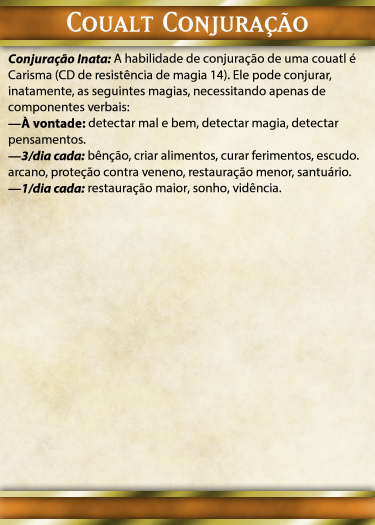 Coualt Conjuração
Conjuração Inata: A habilidade de conjuração de uma couatl é
Carisma (CD de resistência de magia 14). Ele pode conjurar,
inatamente, as seguintes magias, necessitando apenas de
componentes verbais:
—À vontade: detectar mal e bem, detectar magia, detectar
pensamentos.
—3/dia cada: bênção, criar alimentos, curar ferimentos, escudo.
arcano, proteção contra veneno, restauração menor, santuário.
—1/dia cada: restauração maior, sonho, vidência.